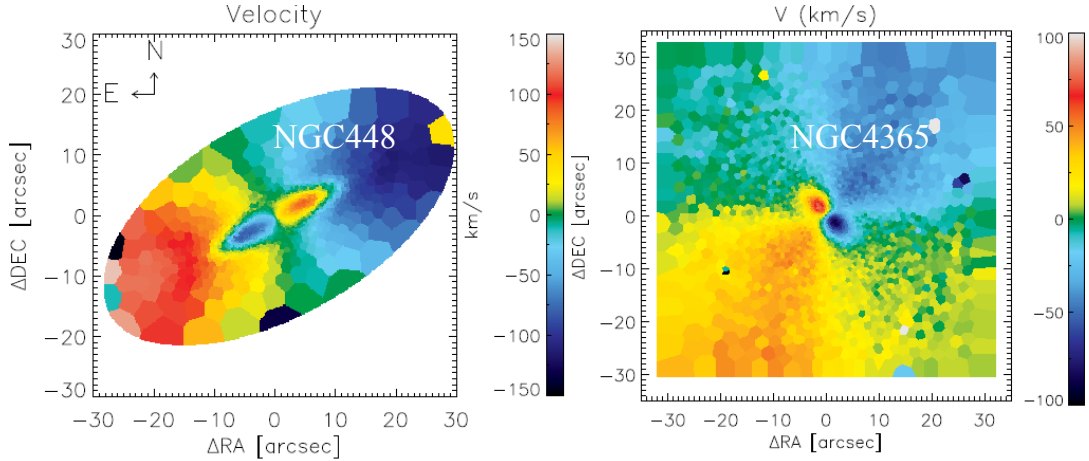 Velocity
N
E
NGC448
30
20
10
0
−10
−20
−30
−30 −20 −10 0 10 20 30
ΔRA [arcsec]
ΔDEC [arcsec]
150
100
50
0
−50
−100
−150
km/s
V (km/s)
NGC4365
30
20
10
0
−10
−20
−30
−30 −20 −10 0 10 20 30
ΔRA [arcsec]
ΔDEC [arcsec]
100
50
0
−50
−100